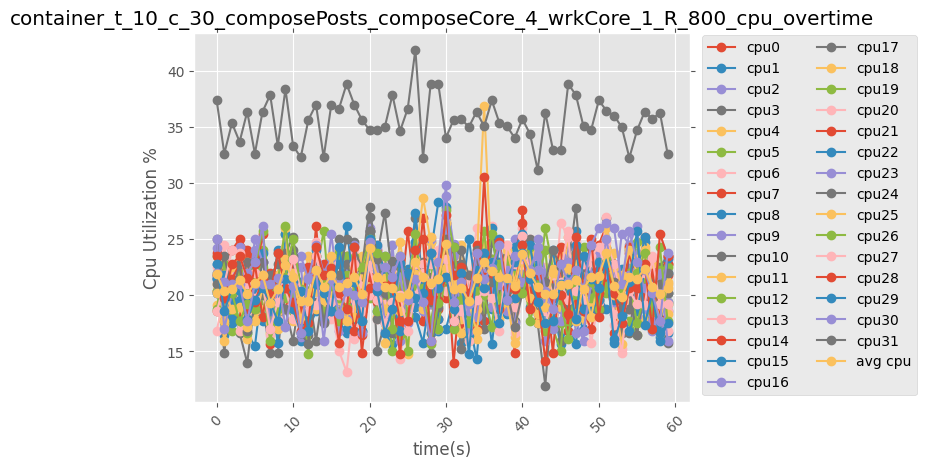 container_t_10_c_30_composePosts_composeCore_4_wrkCore_1_R_800_cpu_overtime
Cpu Utilization %
40
35
30
25
20
15
0
10
20
30
40
50
60
time(s)
cpu0
cpu1
cpu2
cpu3
cpu4
cpu5
cpu6
cpu7
cpu8
cpu9
cpu10
cpu11
cpu12
cpu13
cpu14
cpu15
cpu16
cpu17
cpu18
cpu19
cpu20
cpu21
cpu22
cpu23
cpu24
cpu25
cpu26
cpu27
cpu28
cpu29
cpu30
cpu31
avg cpu